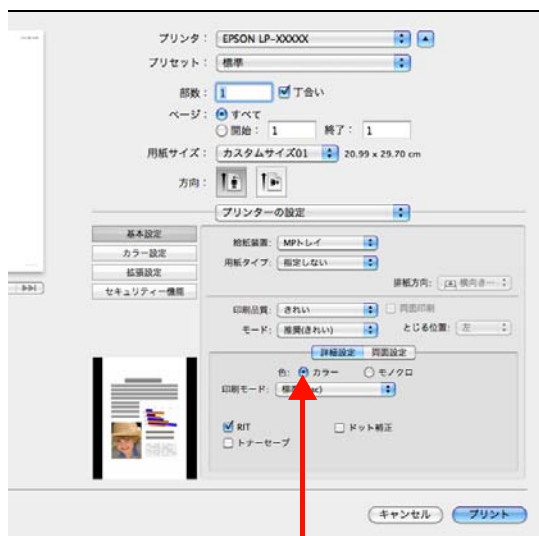 プリンタ： EPSON LP-XXXXX
プリセット： 標準
部数： 1 丁合い
ページ： すべて
開始： 1 終了： 1
用紙サイズ： カスタムサイズ01 20.99 x 29.70 cm
方向：
プリンターの設定
基本設定
カラー設定
拡張設定
セキュリティー機能
給紙装置： MPトレイ
用紙タイプ： 指定しない
排紙方向：
印刷品質： きれい 両面印刷
モード： 推奨(きれい) とじる位置： 左
詳細設定 両面設定
色： カラー モノクロ
印刷モード：
RIT ドット補正
トナーセーブ
キャンセル プリント